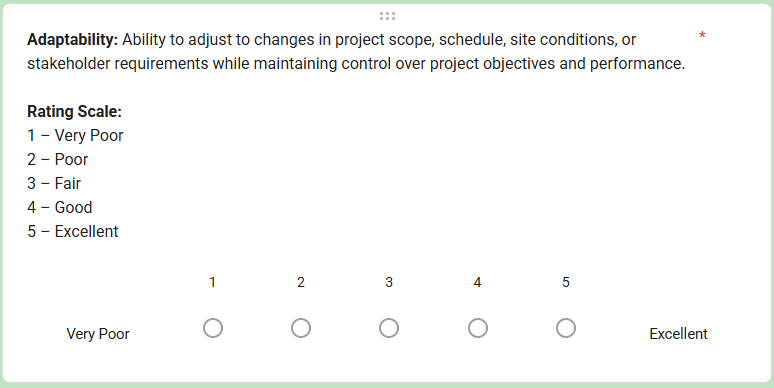 Adaptability: Ability to adjust to changes in project scope, schedule, site conditions, or *
stakeholder requirements while maintaining control over project objectives and performance.
Rating Scale:
1 – Very Poor
2 – Poor
3 – Fair
4 – Good
5 – Excellent
1 2 3 4 5
Very Poor Excellent